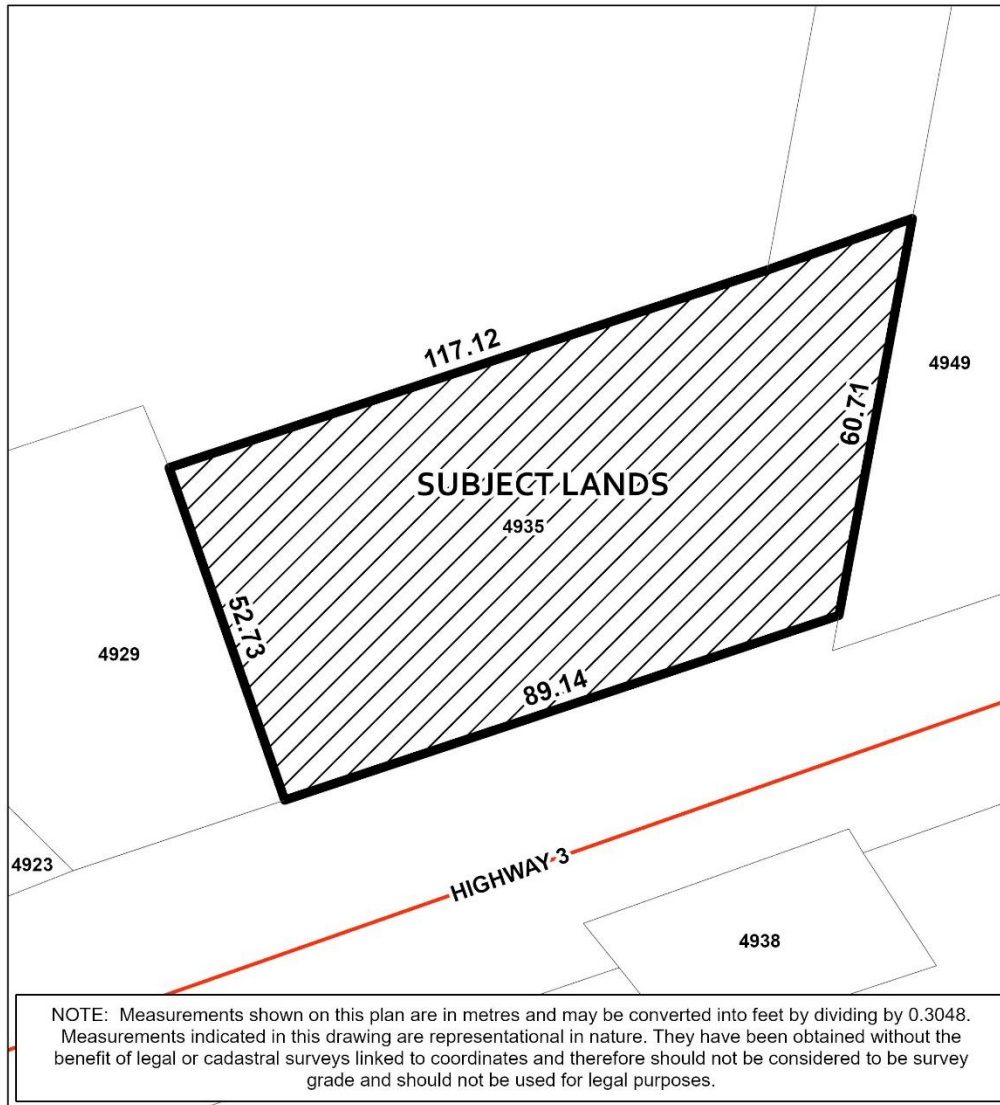 117.12
4949
60.71
SUBJECT LANDS
4935
52.73
4929
89.14
4923
HIGHWAY 3
4938
NOTE:  Measurements shown on this plan are in metres and may be converted into feet by dividing by 0.3048.
Measurements indicated in this drawing are representational in nature. They have been obtained without the
benefit of legal or cadastral surveys linked to coordinates and therefore should not be considered to be survey
grade and should not be used for legal purposes.